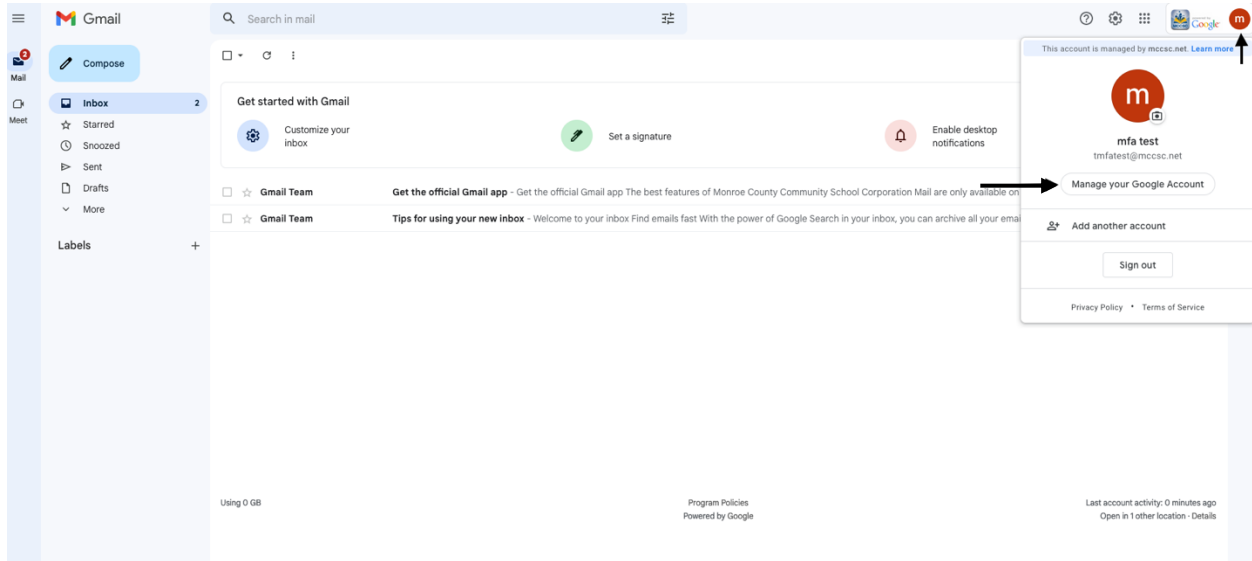 Gmail
Search in mail
Google
m
2
Mail
Meet
Compose
Inbox 2
Starred
Snoozed
Sent
Drafts
More
Labels +
Get started with Gmail
Customize your
inbox
Set a signature
Enable desktop
notifications
Gmail Team Get the official Gmail app - Get the official Gmail app The best features of Monroe County Community School Corporation Mail are only available on
Gmail Team Tips for using your new inbox - Welcome to your inbox Find emails fast With the power of Google Search in your inbox, you can archive all your emai
This account is managed by mccsc.net. Learn more
m
mfa test
tmfatest@mccsc.net
Manage your Google Account
Add another account
Sign out
Privacy Policy • Terms of Service
Using 0 GB
Program Policies
Powered by Google
Last account activity: 0 minutes ago
Open in 1 other location · Details